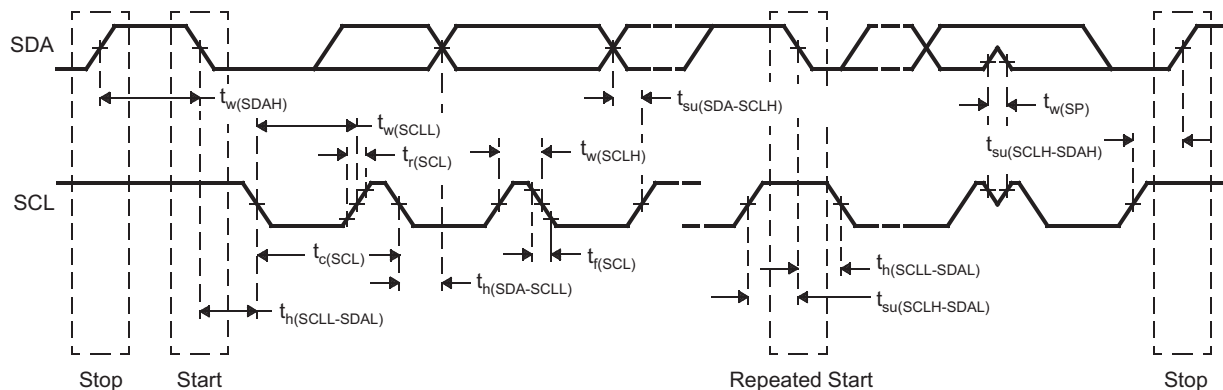 SDA
tw(SDAH)
tsu(SDA-SCLH)
tw(SP)
tw(SCLL)
tr(SCL)
tw(SCLH)
tsu(SCLH-SDAH)
SCL
tc(SCL)
tf(SCL)
th(SCLL-SDAL)
th(SDA-SCLL)
tsu(SCLH-SDAL)
th(SCLL-SDAL)
Stop
Start
Repeated Start
Stop